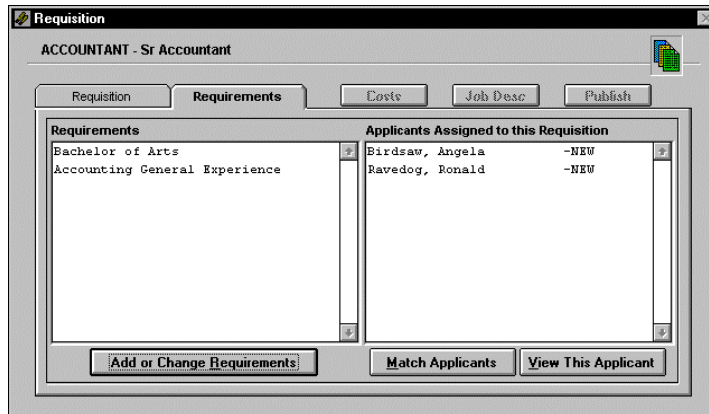 Requisition
ACCOUNTANT - Sr Accountant
Requisition
Requirements
Costs
Job Desc
Publish
Requirements
Applicants Assigned to this Requisition
Bachelor of Arts
Accounting General Experience
Birdsaw, Angela -NEW
Ravedog, Ronald -NEW
Add or Change Requirements
Match Applicants
View This Applicant